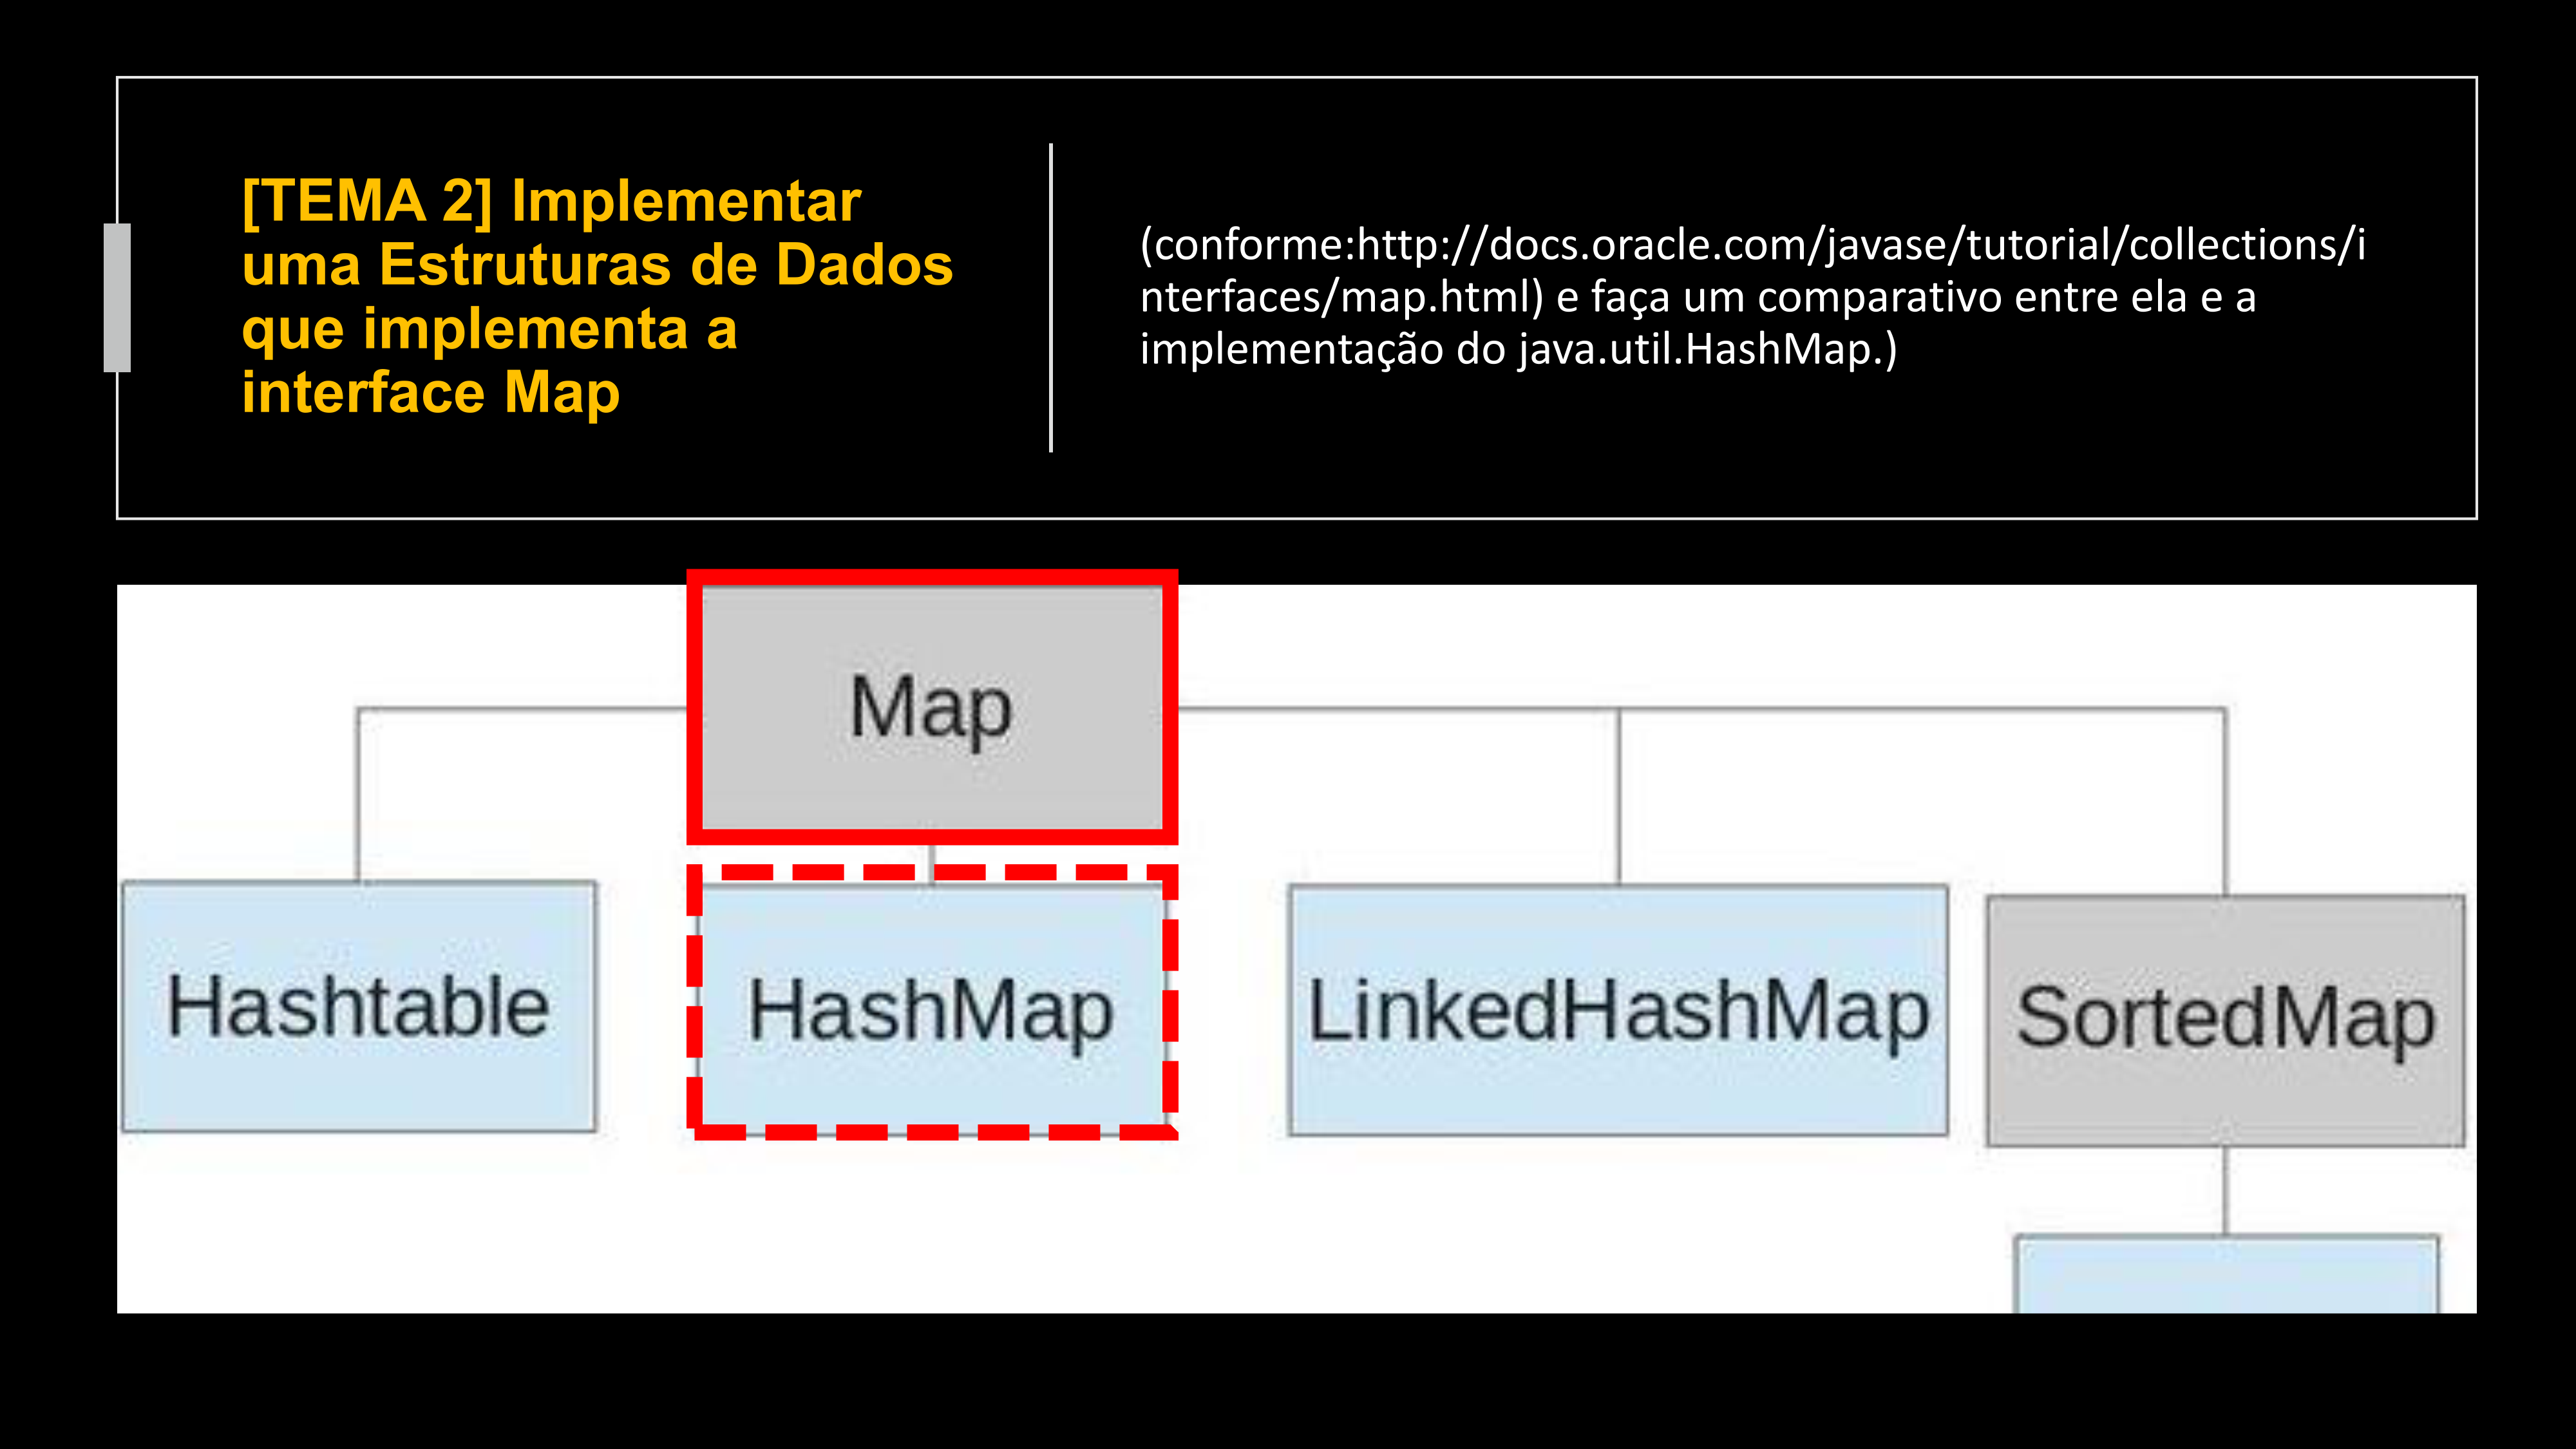 [TEMA 2] Implementar
uma Estruturas de Dados
que implementa a
interface Map
(conforme:http://docs.oracle.com/javase/tutorial/collections/i
nterfaces/map.html) e faça um comparativo entre ela e a
implementação do java.util.HashMap.)
Map
Hashtable
HashMap
LinkedHashMap
SortedMap